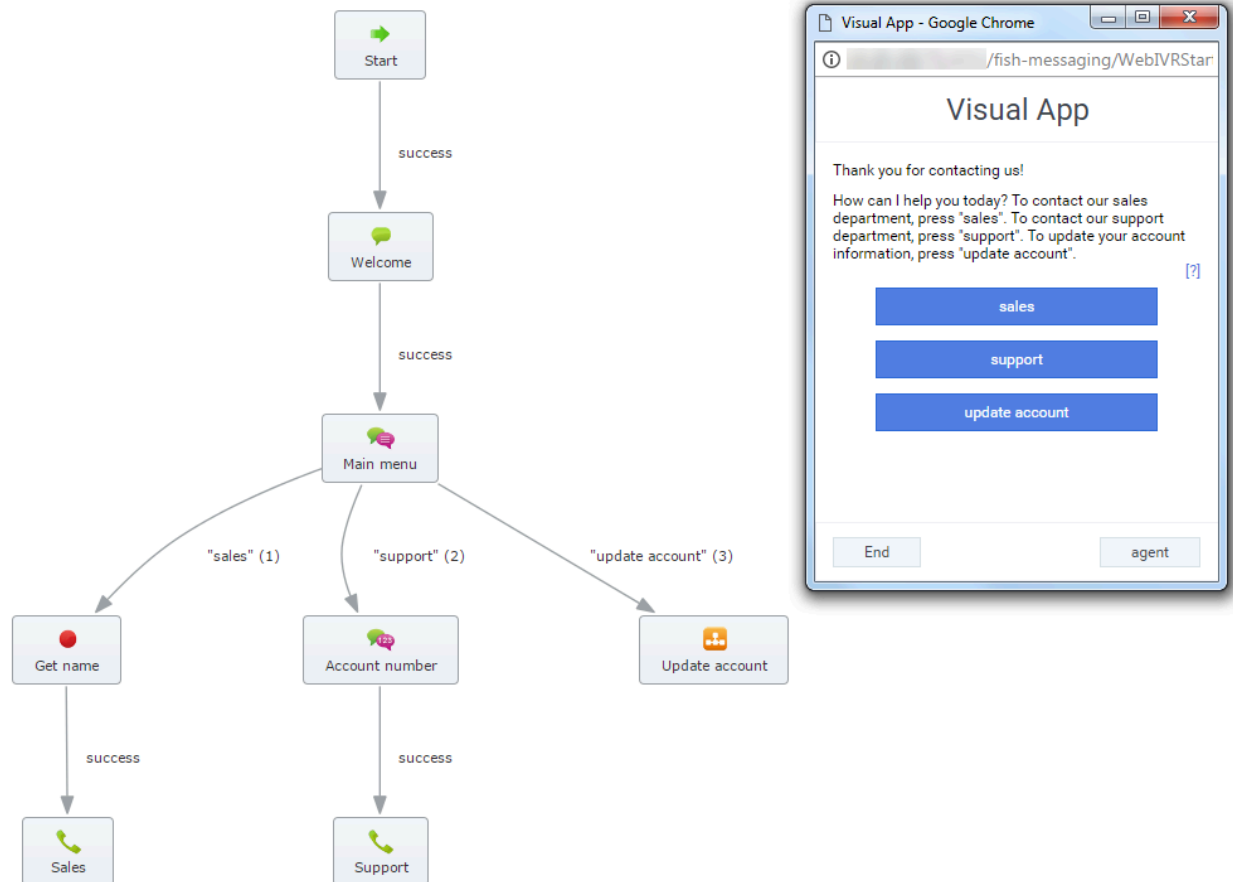 Start
success
Welcome
success
Main menu
"sales" (1)
"support" (2)
"update account" (3)
Get name
Account number
Update account
success
success
Sales
Support
Visual App - Google Chrome
/fish-messaging/WebIVRStar
Visual App
Thank you for contacting us!
How can I help you today? To contact our sales
department, press "sales". To contact our support
department, press "support". To update your account
information, press "update account".
[?]
sales
support
update account
End
agent